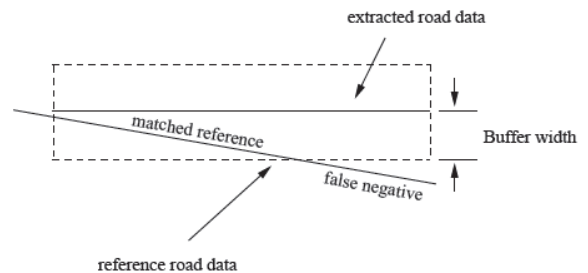 extracted road data
matched reference
Buffer width
false negative
reference road data